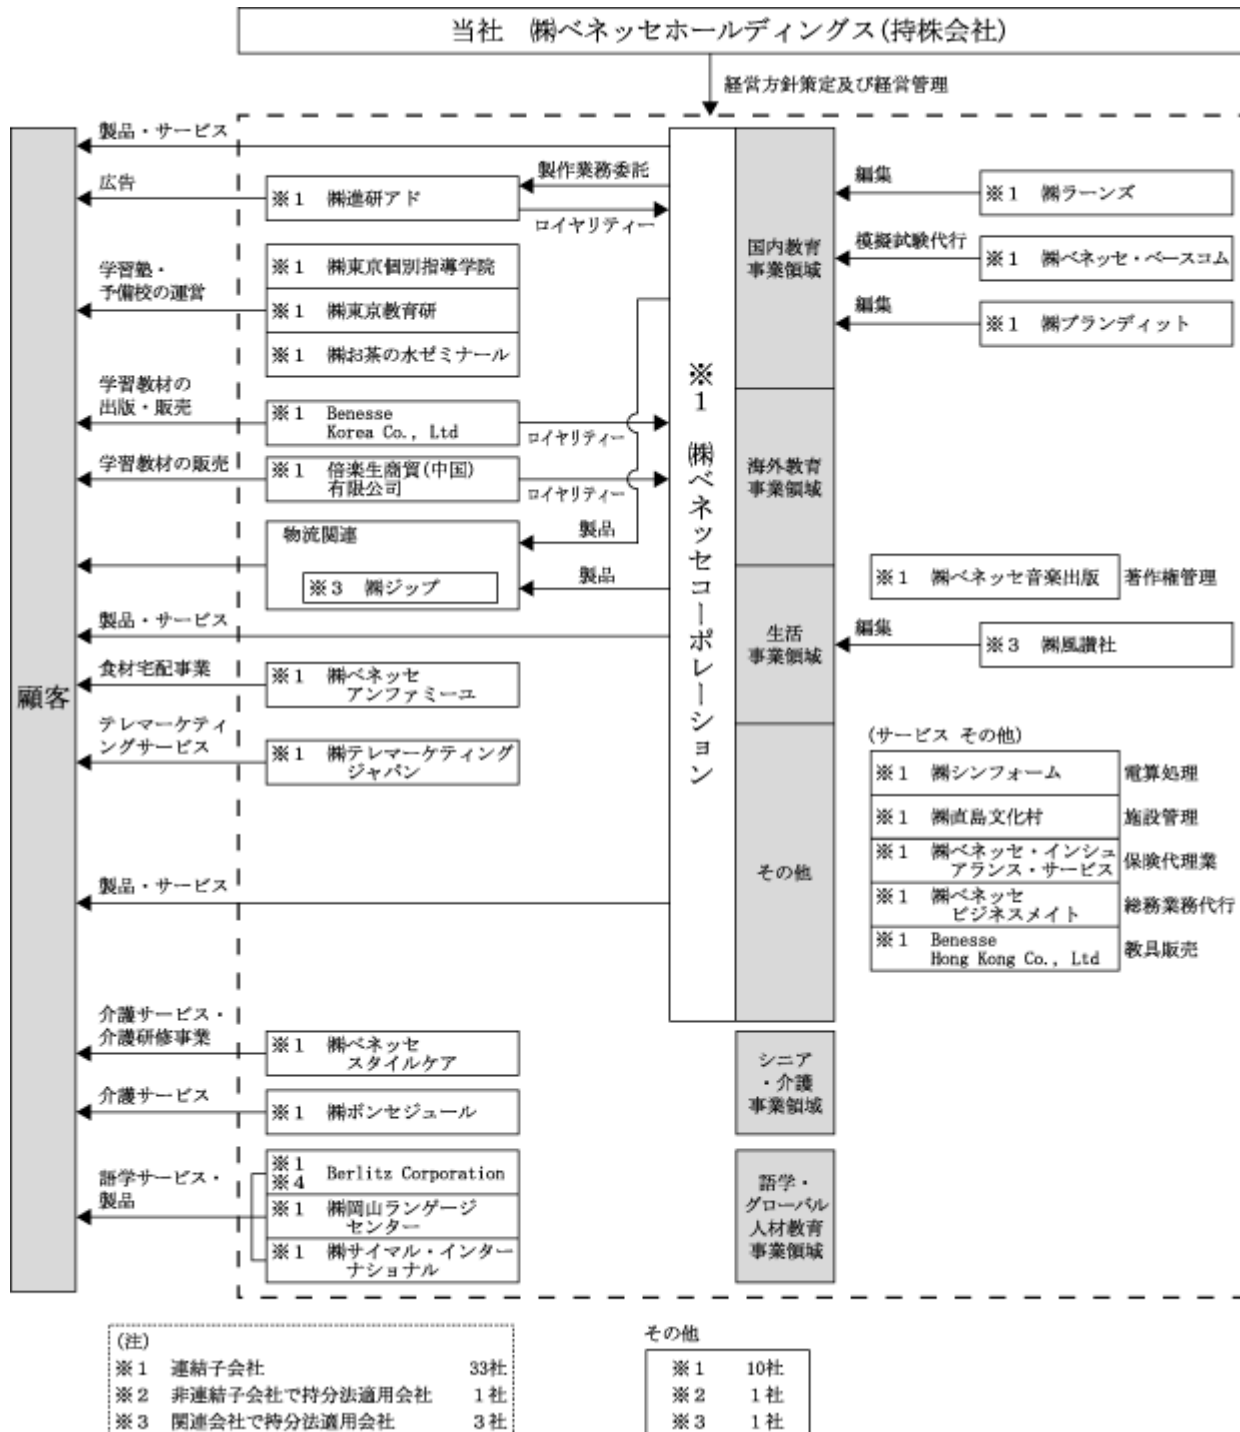 当社 ㈱ベネッセホールディングス(持株会社)
経営方針策定及び経営管理
顧客
製品・サービス
広告
※1 ㈱進研アド
製作業務委託
ロイヤリティー
学習塾・
予備校の運営
※1 ㈱東京個別指導学院
※1 ㈱東京教育研
※1 ㈱お茶の水ゼミナール
学習教材の
出版・販売
※1 Benesse
Korea Co., Ltd
ロイヤリティー
学習教材の販売
※1 倍楽生商貿(中国)
有限公司
ロイヤリティー
物流関連
※3 ㈱ジップ
製品
製品
製品・サービス
食材宅配事業
※1 ㈱ベネッセ
アンファミーユ
テレマーケティ
ングサービス
※1 ㈱テレマーケティング
ジャパン
製品・サービス
介護サービス・
介護研修事業
※1 ㈱ベネッセ
スタイルケア
介護サービス
※1 ㈱ボンセジュール
語学サービス・
製品
※1
※4 Berlitz Corporation
※1 ㈱岡山ランゲージ
センター
※1 ㈱サイマル・インター
ナショナル
※1 ㈱ベネッセコーポレーション
国内教育
事業領域
海外教育
事業領域
生活
事業領域
その他
シニア
・介護
事業領域
語学・
グローバル
人材教育
事業領域
編集
※1 ㈱ラーンズ
模擬試験代行
※1 ㈱ベネッセ・ベースコム
編集
※1 ㈱プランディット
※1 ㈱ベネッセ音楽出版 著作権管理
編集
※3 ㈱風讃社
(サービス その他)
※1 ㈱シンフォーム 電算処理
※1 ㈱直島文化村 施設管理
※1 ㈱ベネッセ・インシュ
アランス・サービス 保険代理業
※1 ㈱ベネッセ
ビジネスメイト 総務業務代行
※1 Benesse
Hong Kong Co., Ltd 教具販売
(注)
※1 連結子会社 33社
※2 非連結子会社で持分法適用会社 1社
※3 関連会社で持分法適用会社 3社
その他
※1 10社
※2 1社
※3 1社